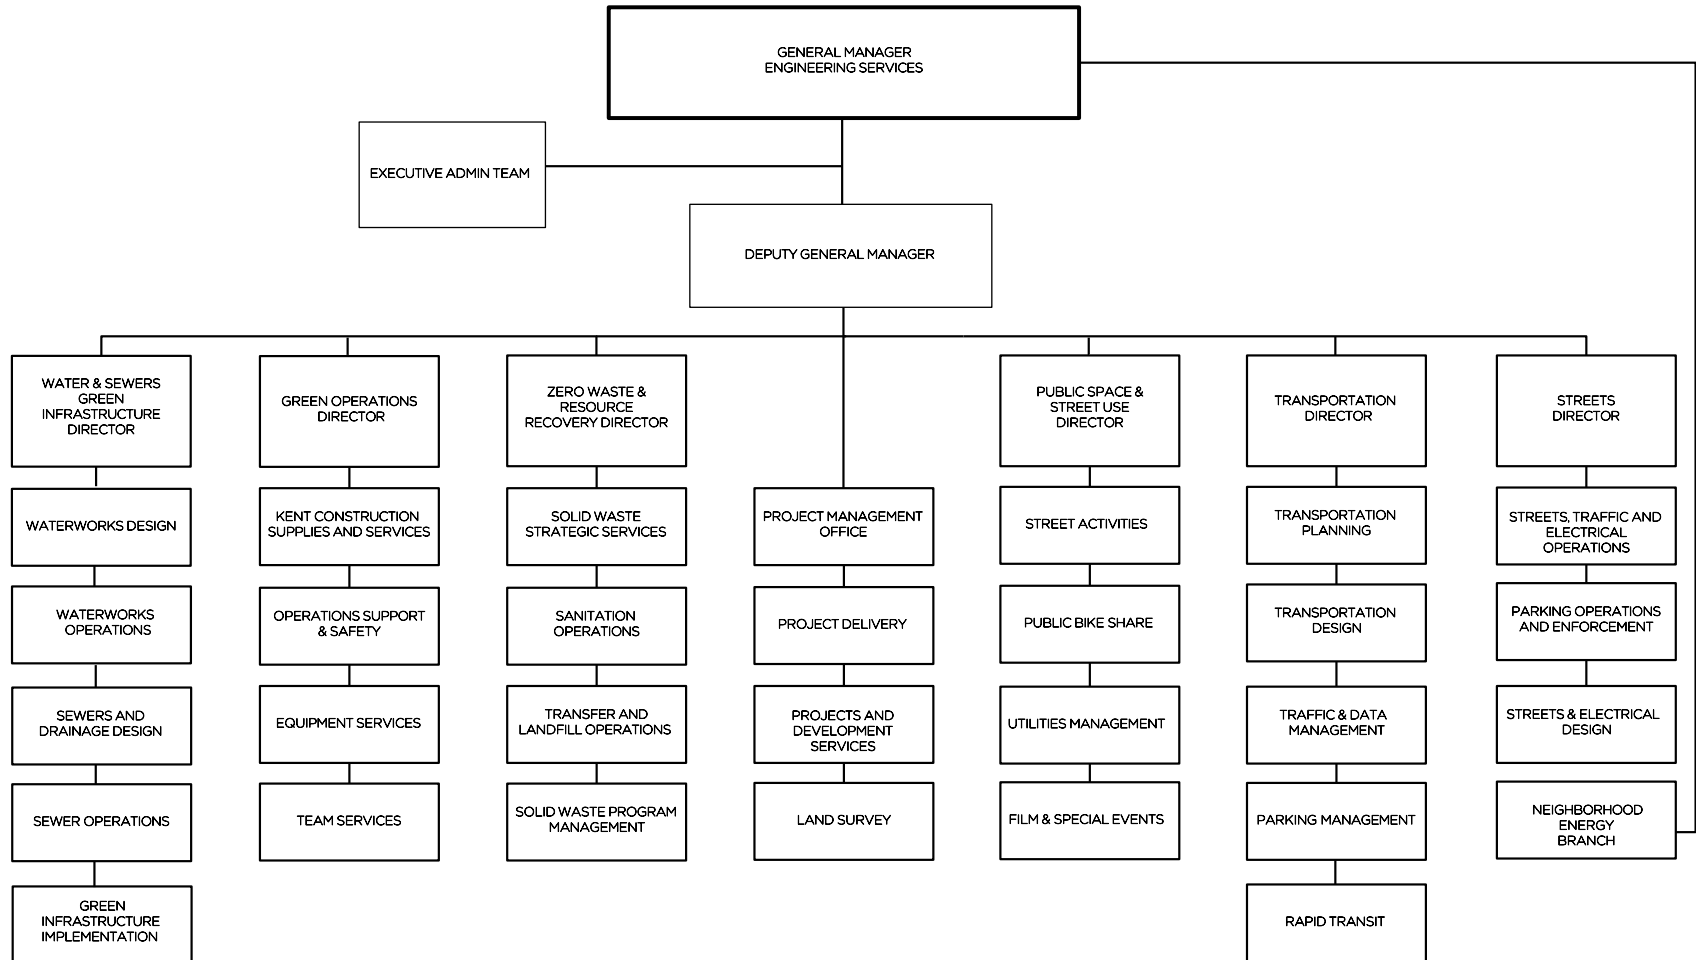 GENERAL MANAGER
ENGINEERING SERVICES
EXECUTIVE ADMIN TEAM
DEPUTY GENERAL MANAGER
WATER & SEWERS
GREEN
INFRASTRUCTURE
DIRECTOR
GREEN OPERATIONS
DIRECTOR
ZERO WASTE &
RESOURCE
RECOVERY DIRECTOR
PUBLIC SPACE &
STREET USE
DIRECTOR
TRANSPORTATION
DIRECTOR
STREETS
DIRECTOR
WATERWORKS DESIGN
KENT CONSTRUCTION
SUPPLIES AND SERVICES
SOLID WASTE
STRATEGIC SERVICES
PROJECT MANAGEMENT
OFFICE
STREET ACTIVITIES
TRANSPORTATION
PLANNING
STREETS, TRAFFIC AND
ELECTRICAL
OPERATIONS
WATERWORKS
OPERATIONS
OPERATIONS SUPPORT
& SAFETY
SANITATION
OPERATIONS
PROJECT DELIVERY
PUBLIC BIKE SHARE
TRANSPORTATION
DESIGN
PARKING OPERATIONS
AND ENFORCEMENT
SEWERS AND
DRAINAGE DESIGN
EQUIPMENT SERVICES
TRANSFER AND
LANDFILL OPERATIONS
PROJECTS AND
DEVELOPMENT
SERVICES
UTILITIES MANAGEMENT
TRAFFIC & DATA
MANAGEMENT
STREETS & ELECTRICAL
DESIGN
SEWER OPERATIONS
TEAM SERVICES
SOLID WASTE PROGRAM
MANAGEMENT
LAND SURVEY
FILM & SPECIAL EVENTS
PARKING MANAGEMENT
NEIGHBORHOOD
ENERGY
BRANCH
GREEN
INFRASTRUCTURE
IMPLEMENTATION
RAPID TRANSIT